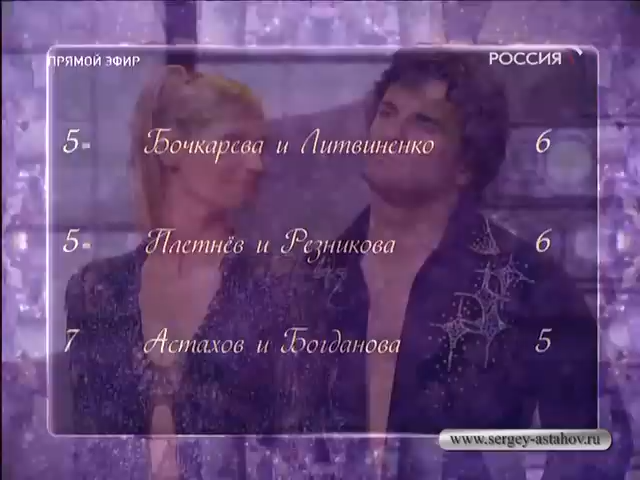 ПРЯМОЙ ЭФИР РОССИЯ
5= Бочкарева и Литвиненко 6
5= Плетнёв и Резникова 6
7 Астахов и Богданова 5
www.sergey-astahov.ru